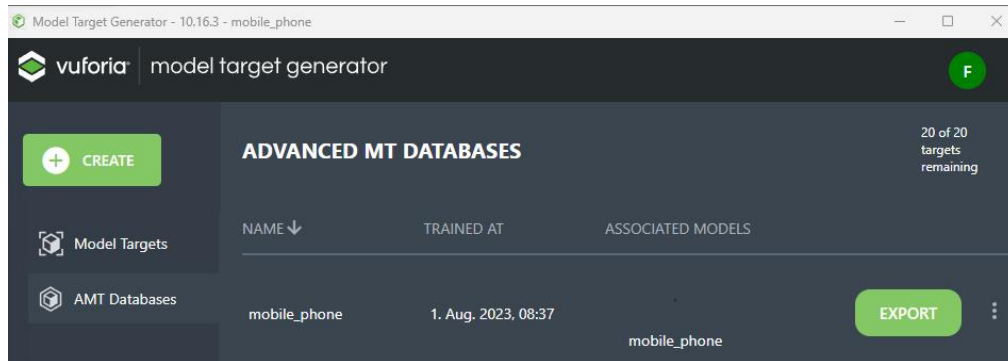 Model Target Generator - 10.16.3 - mobile_phone
vuforia model target generator
F
CREATE
Model Targets
AMT Databases
ADVANCED MT DATABASES
20 of 20
targets
remaining
NAME TRAINED AT ASSOCIATED MODELS
mobile_phone 1. Aug. 2023, 08:37 mobile_phone EXPORT